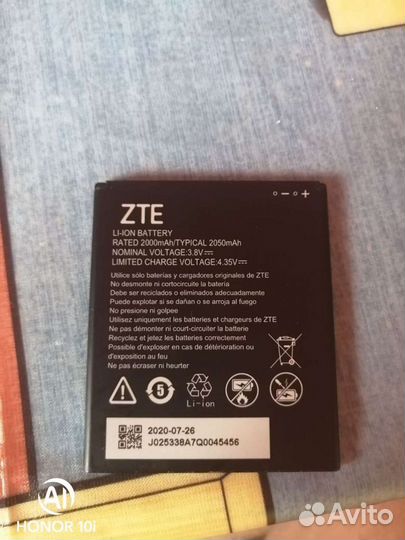 ZTE
LI-ION BATTERY
RATED 2000mAh/TYPICAL 2050mAh
NOMINAL VOLTAGE:3.8V⎓
LIMITED CHARGE VOLTAGE:4.35V⎓
Utilice sólo baterías y cargadores originales de ZTE
No desmonte ni cortocircuite la batería
Debe ser reciclados o eliminados adecuadamente
Puede explotar si se dañan o se arroja al fuego
No presione ni golpee
Utilisez uniquement les batteries et chargeurs de ZTE
Ne pas démonter ni court-circuiter la batterie
Recyclez et jetez les batteries correctement
Possible d'exploser en cas de détérioration ou
d'exposition au feu
Ne pas écraser ni heurter
5
Li-ion
2020-07-26
J025338A7Q0045456
AI
HONOR 10i
Avito